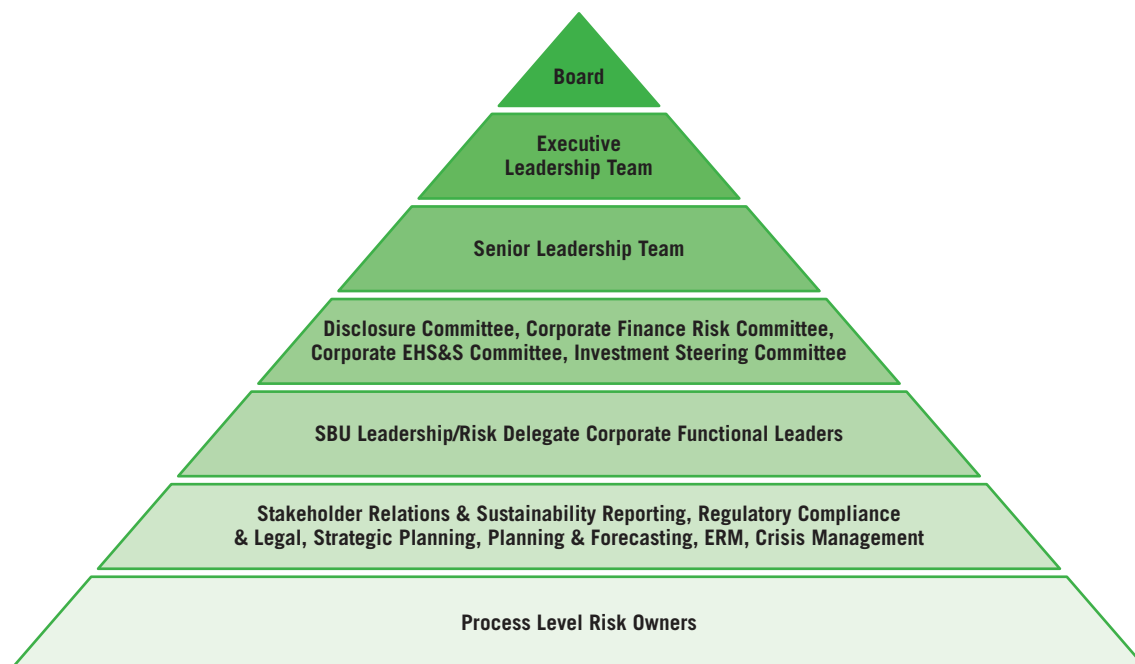 Board
Executive
Leadership Team
Senior Leadership Team
Disclosure Committee, Corporate Finance Risk Committee,
Corporate EHS&S Committee, Investment Steering Committee
SBU Leadership/Risk Delegate Corporate Functional Leaders
Stakeholder Relations & Sustainability Reporting, Regulatory Compliance
& Legal, Strategic Planning, Planning & Forecasting, ERM, Crisis Management
Process Level Risk Owners